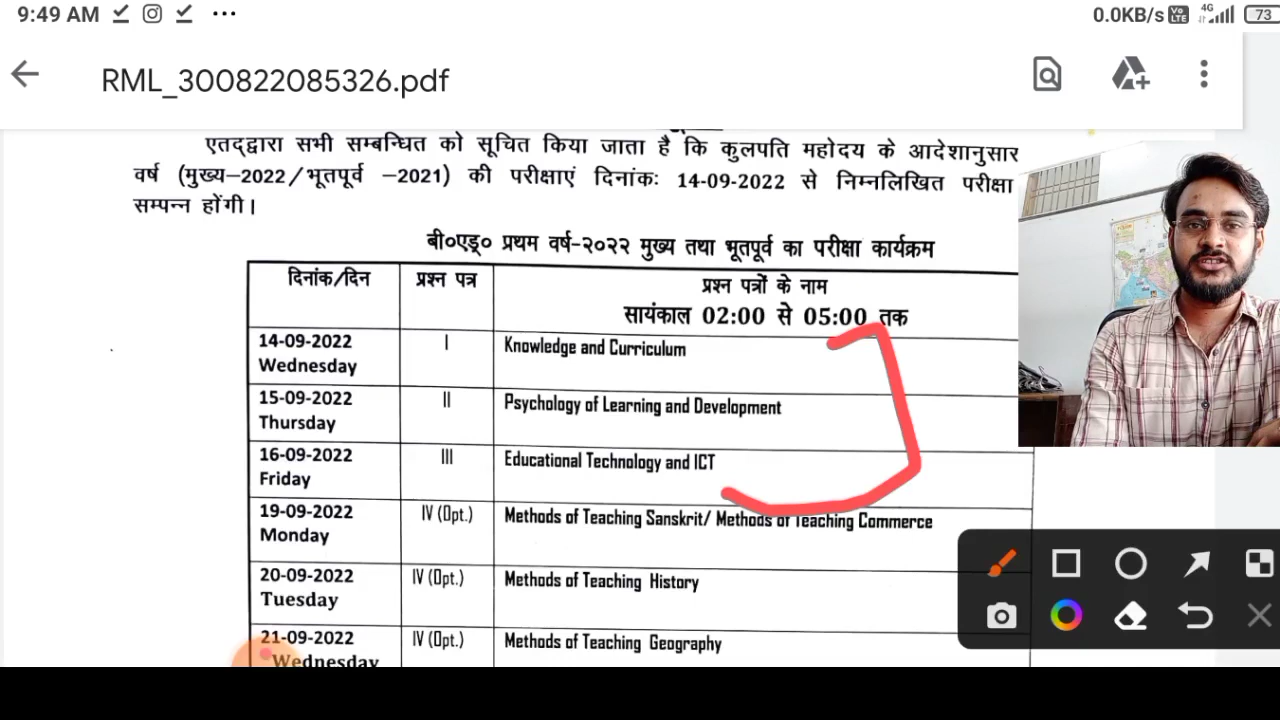 9:49 AM
0.0KB/s Vo LTE 4G 73
RML_300822085326.pdf
एतद्द्वारा सभी सम्बन्धित को सूचित किया जाता है कि कुलपति महोदय के आदेशानुसार
वर्ष (मुख्य–2022/भूतपूर्व –2021) की परीक्षाएं दिनांकः 14-09-2022 से निम्नलिखित परीक्षा
सम्पन्न होंगी।
बी०एड्० प्रथम वर्ष-२०२२ मुख्य तथा भूतपूर्व का परीक्षा कार्यक्रम
दिनांक/दिन प्रश्न पत्र प्रश्न पत्रों के नाम
सायंकाल 02:00 से 05:00 तक
14-09-2022 I Knowledge and Curriculum
Wednesday
15-09-2022 II Psychology of Learning and Development
Thursday
16-09-2022 III Educational Technology and ICT
Friday
19-09-2022 IV (Opt.) Methods of Teaching Sanskrit/ Methods of Teaching Commerce
Monday
20-09-2022 IV (Opt.) Methods of Teaching History
Tuesday
21-09-2022 IV (Opt.) Methods of Teaching Geography
Wednesday